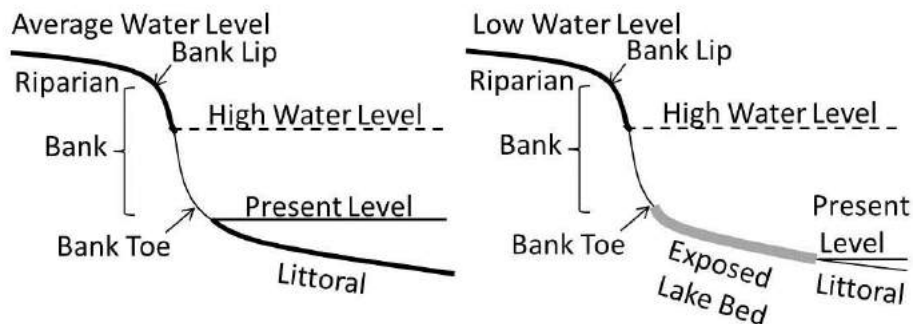 Average Water Level
Bank Lip
Riparian
High Water Level
Bank
Present Level
Bank Toe
Littoral
Low Water Level
Bank Lip
Riparian
High Water Level
Bank
Present
Level
Bank Toe
Exposed
Lake Bed
Littoral